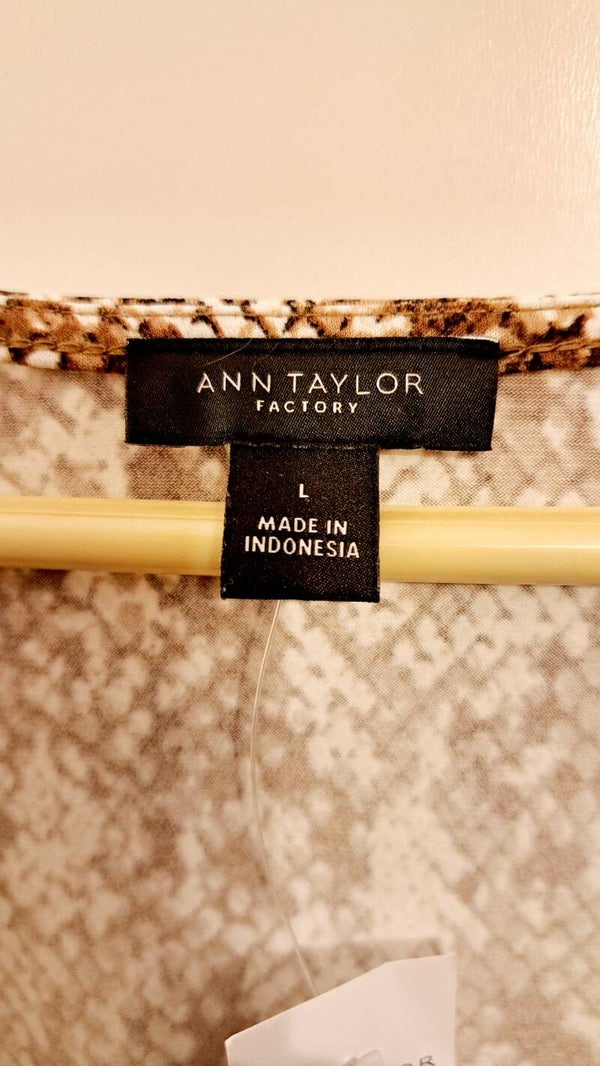 ANN TAYLOR
FACTORY
L
MADE IN
INDONESIA